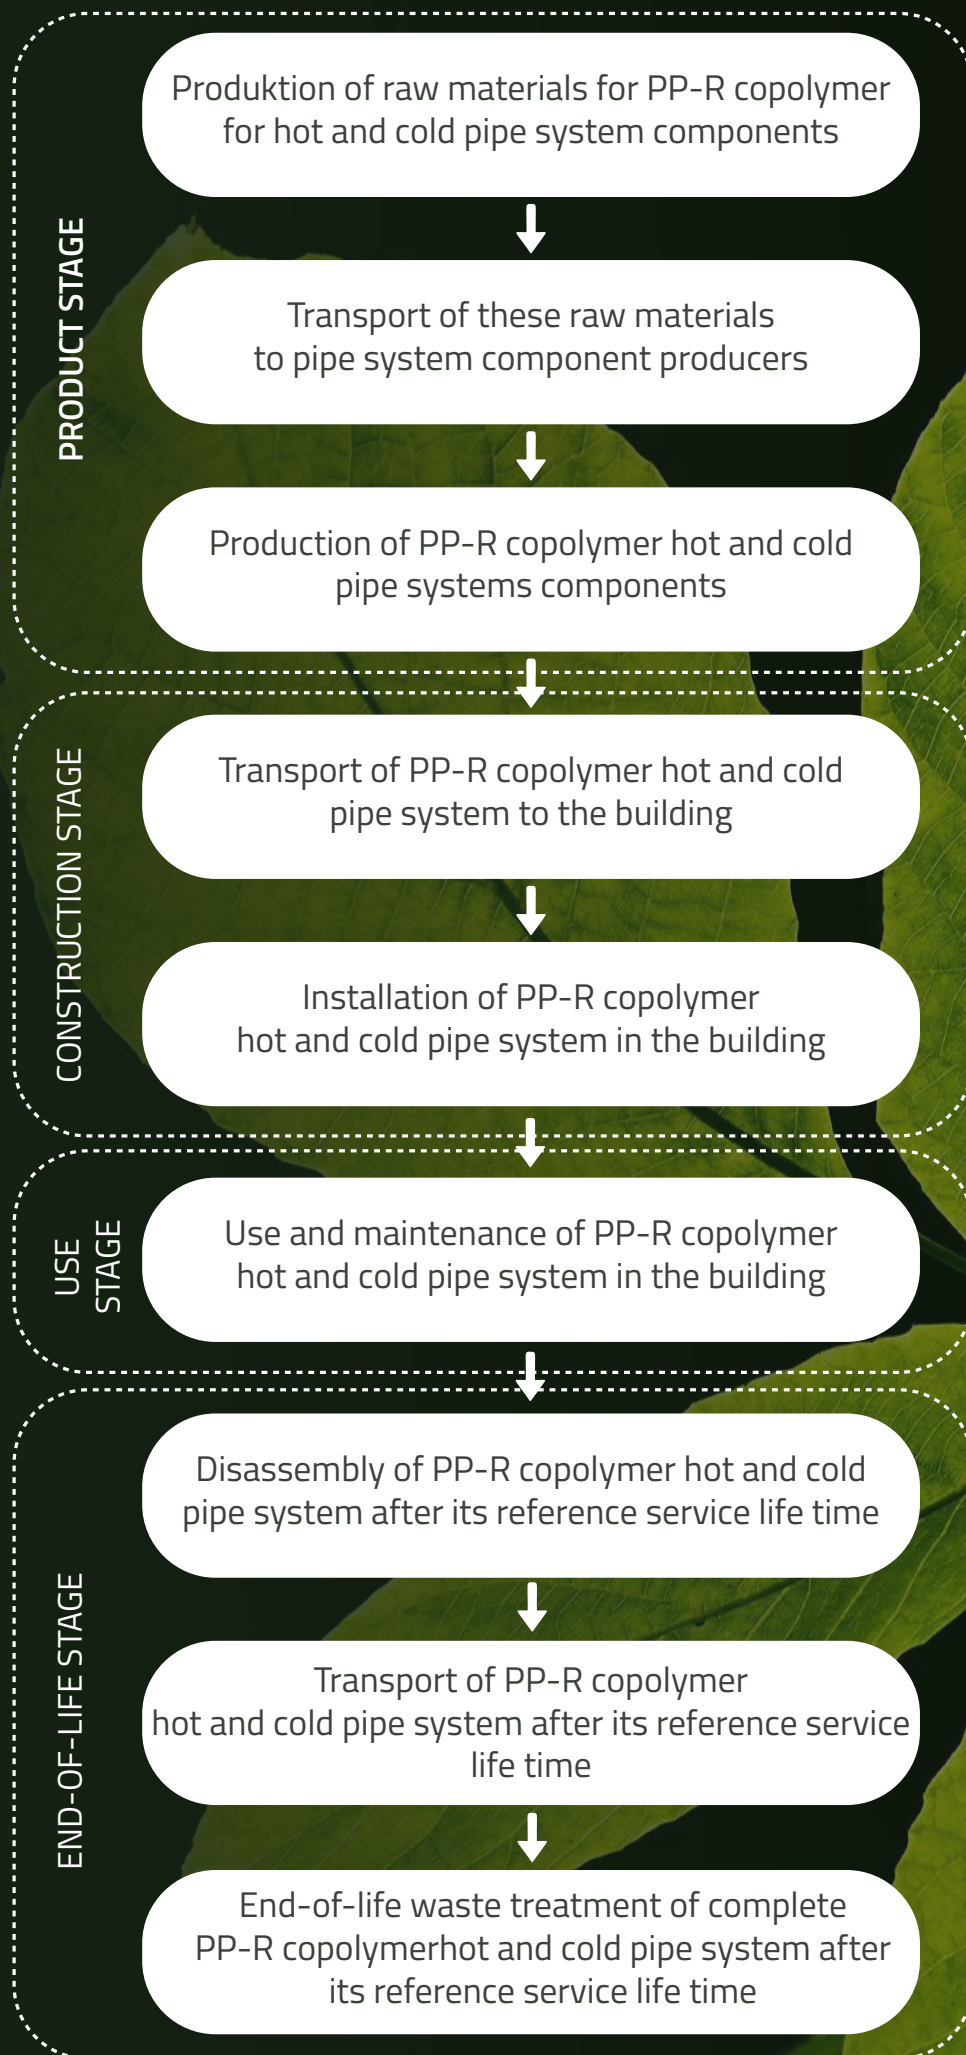 PRODUCT STAGE
Produktion of raw materials for PP-R copolymer
for hot and cold pipe system components
Transport of these raw materials
to pipe system component producers
Production of PP-R copolymer hot and cold
pipe systems components
CONSTRUCTION STAGE
Transport of PP-R copolymer hot and cold
pipe system to the building
Installation of PP-R copolymer
hot and cold pipe system in the building
USE
STAGE
Use and maintenance of PP-R copolymer
hot and cold pipe system in the building
END-OF-LIFE STAGE
Disassembly of PP-R copolymer hot and cold
pipe system after its reference service life time
Transport of PP-R copolymer
hot and cold pipe system after its reference service
life time
End-of-life waste treatment of complete
PP-R copolymerhot and cold pipe system after
its reference service life time